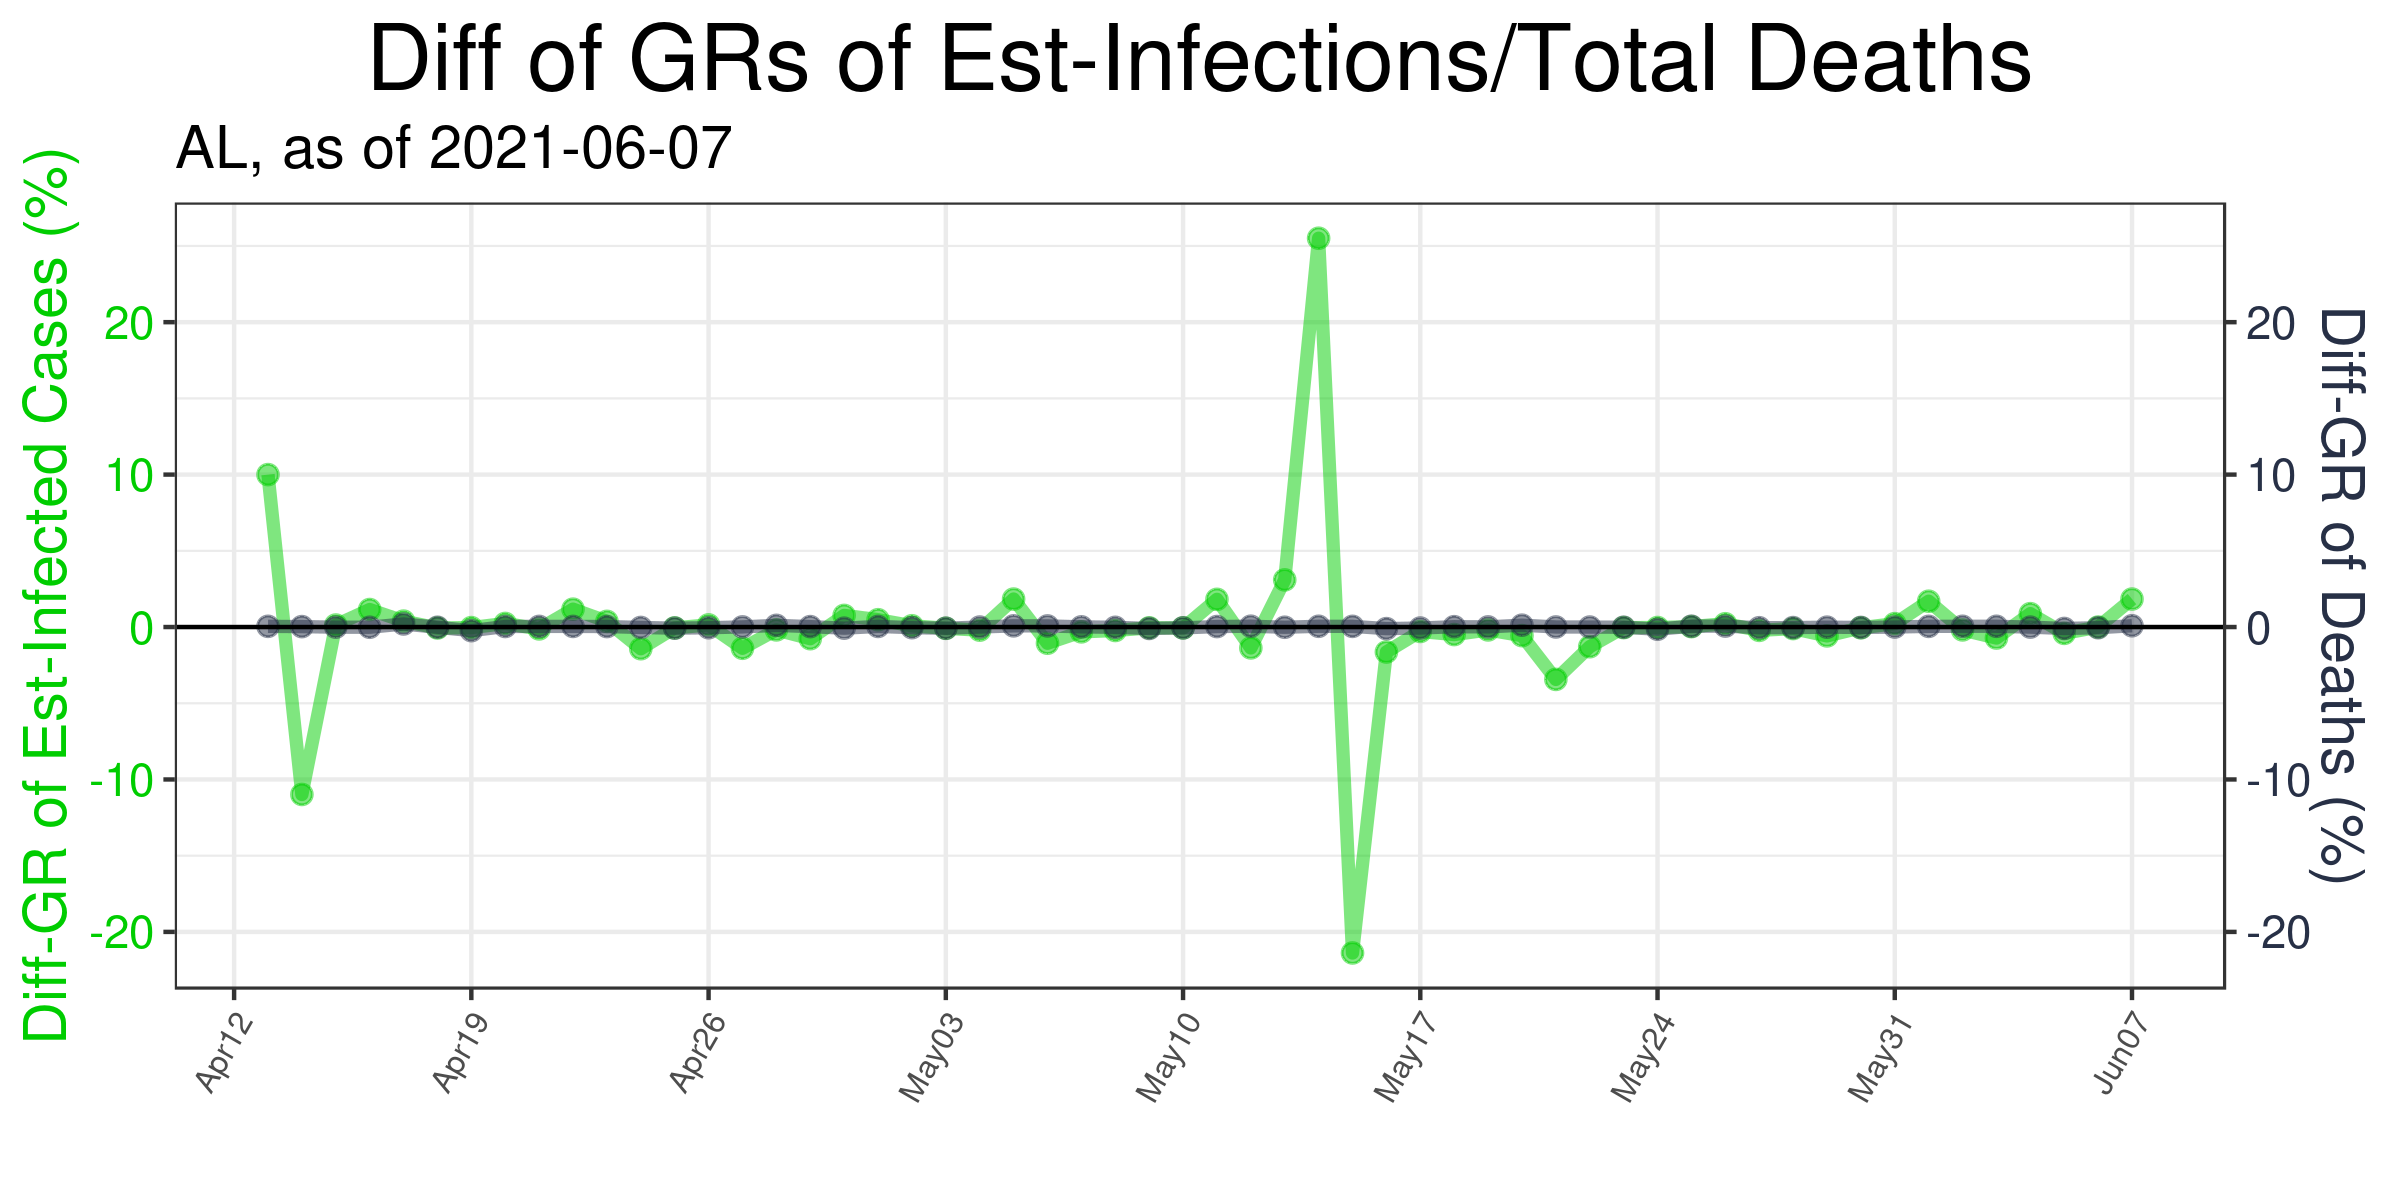 Diff of GRs of Est-Infections/Total Deaths
AL, as of 2021-06-07
Diff-GR of Est-Infected Cases (%)
20
10
0
-10
-20
20
10
0
-10
-20
Diff-GR of Deaths (%)
Apr12
Apr19
Apr26
May03
May10
May17
May24
May31
Jun07